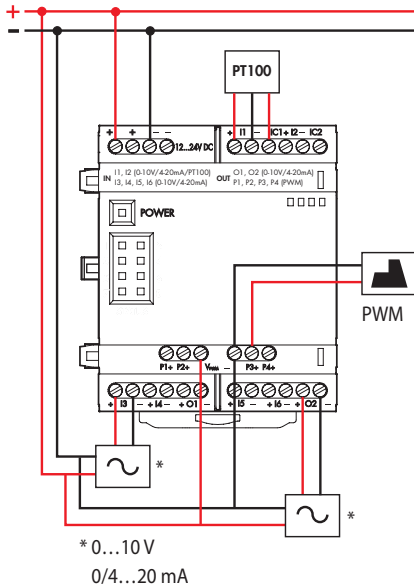 +
−
PT100
+ + − − 12...24V DC
+ I1 − IC1 + I2 − IC2
IN I1, I2 (0-10V/4-20mA/PT100)
I3, I4, I5, I6 (0-10V/4-20mA)
OUT O1, O2 (0-10V/4-20mA)
P1, P2, P3, P4 (PWM)
POWER
PWM
P1+ P2+ VPWM − P3+ P4+
+ I3 − + I4 − + O1 −
+ I5 − + I6 − + O2 −
*
*
* 0...10 V
0/4...20 mA